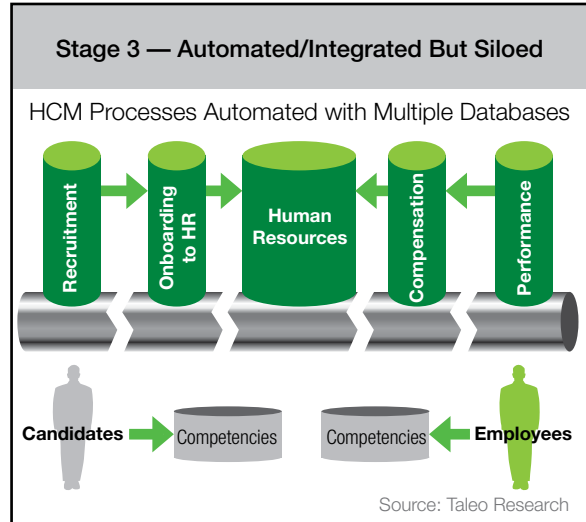 Stage 3 — Automated/Integrated But Siloed
HCM Processes Automated with Multiple Databases
Recruitment
Onboarding
to HR
Human
Resources
Compensation
Performance
Candidates
Competencies
Competencies
Employees
Source: Taleo Research